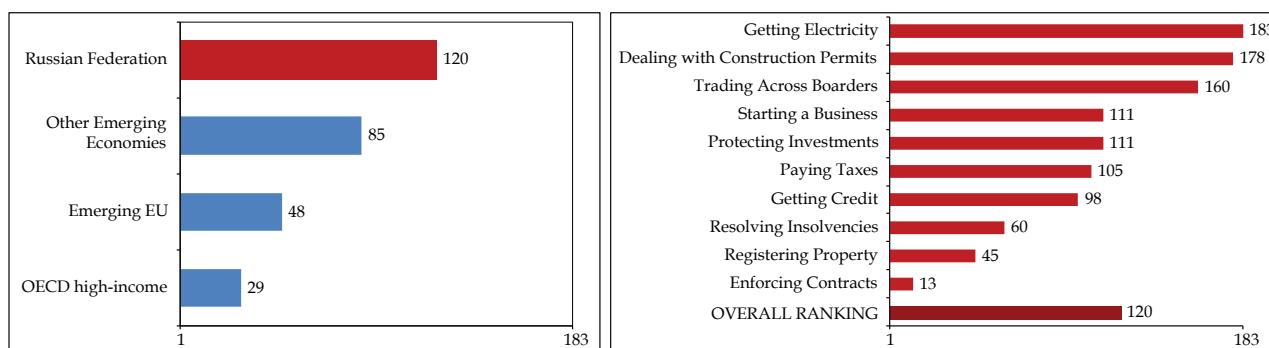 Russian Federation
120
Other Emerging
Economies
85
Emerging EU
48
OECD high-income
29
1
183
Getting Electricity
183
Dealing with Construction Permits
178
Trading Across Boarders
160
Starting a Business
111
Protecting Investments
111
Paying Taxes
105
Getting Credit
98
Resolving Insolvencies
60
Registering Property
45
Enforcing Contracts
13
OVERALL RANKING
120
1
183